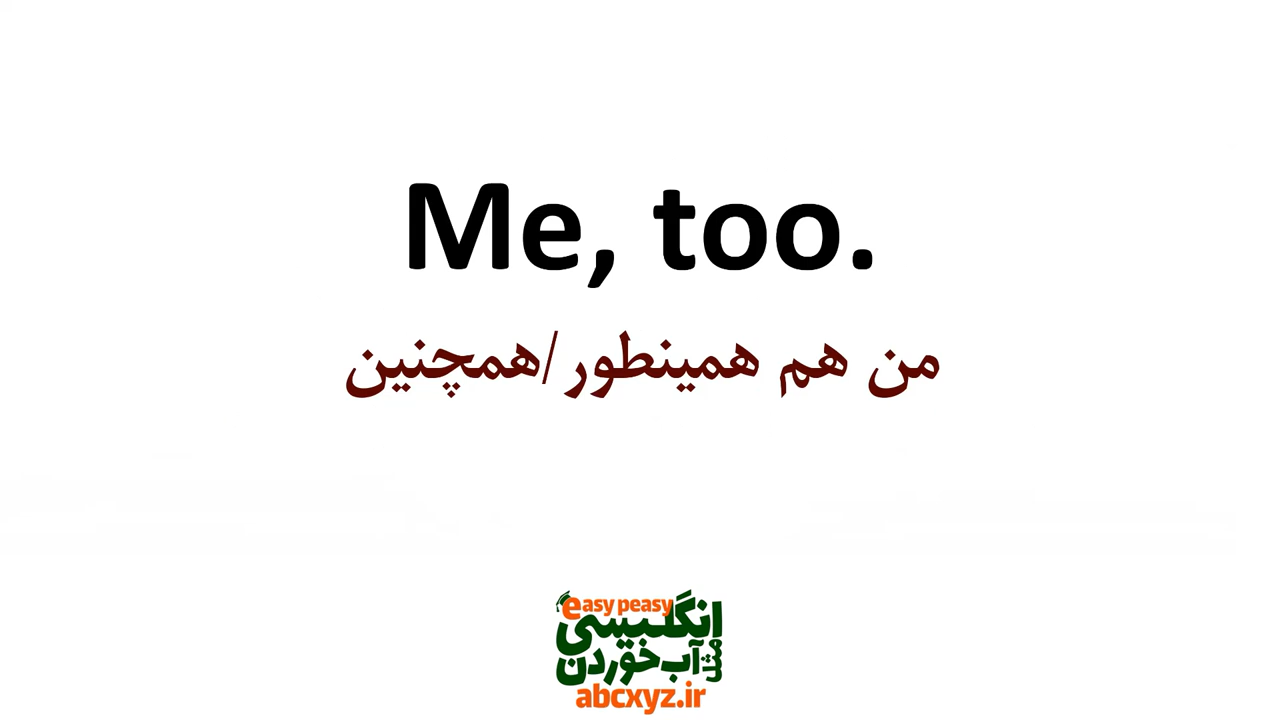 Me, too.
من هم همینطور/همچنین
easy peasy
انگلیسی
مثل آب خوردن
abcxyz.ir